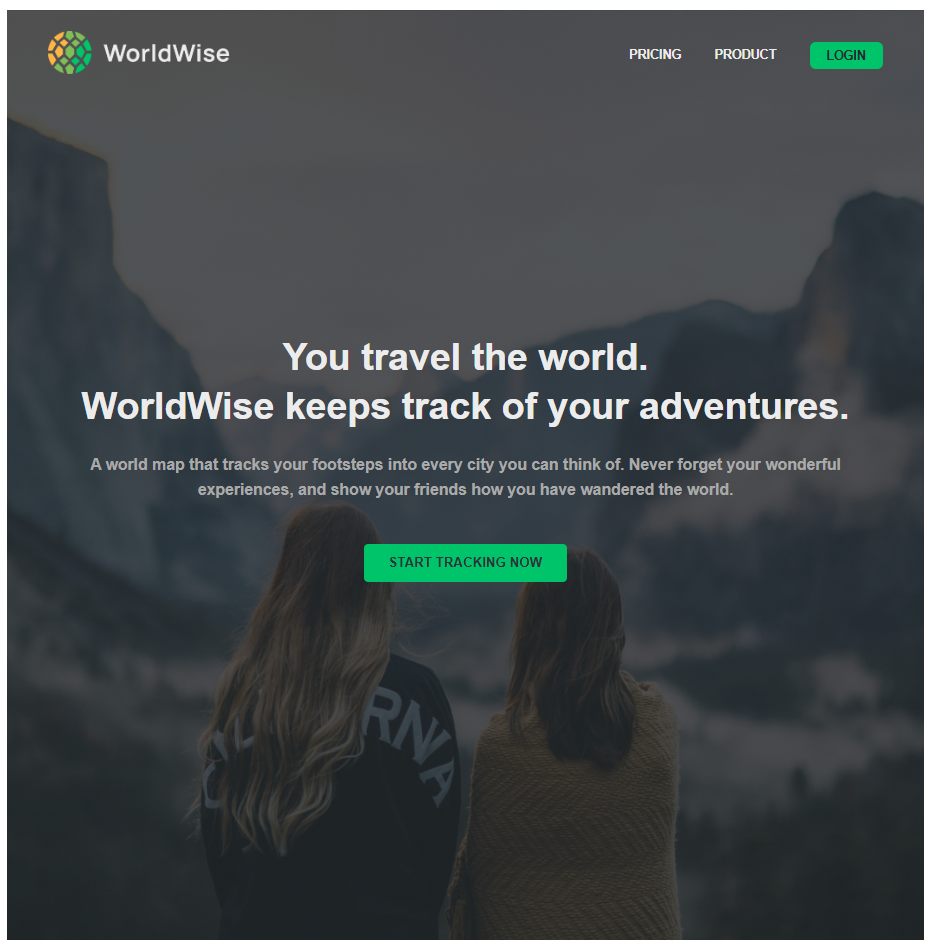 WorldWise
PRICING PRODUCT LOGIN
You travel the world.
WorldWise keeps track of your adventures.
A world map that tracks your footsteps into every city you can think of. Never forget your wonderful
experiences, and show your friends how you have wandered the world.
START TRACKING NOW